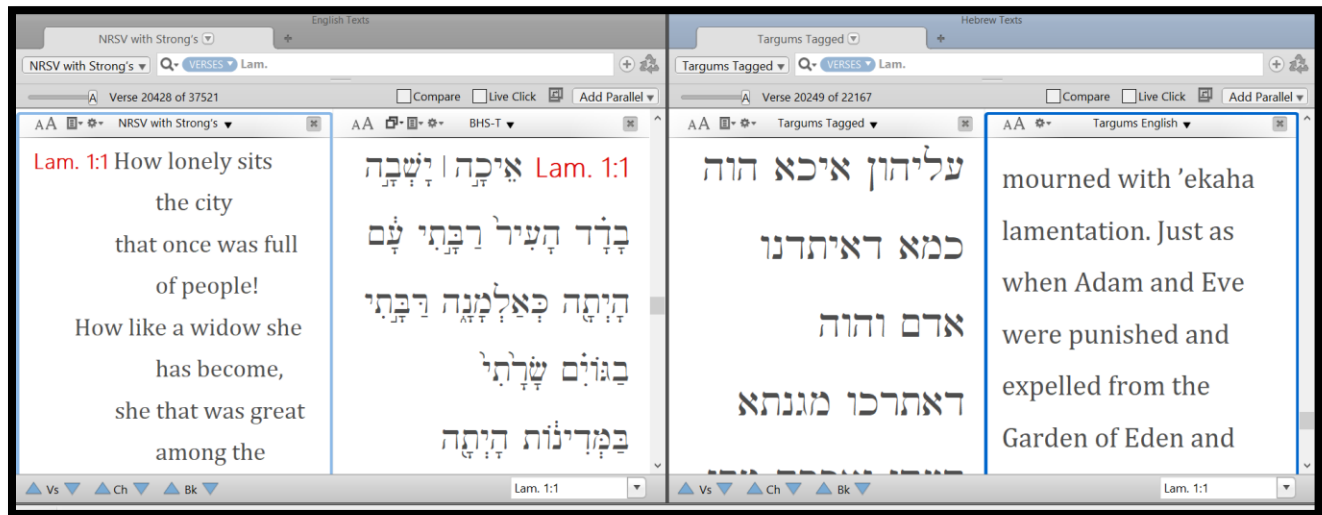 English Texts
NRSV with Strong's
NRSV with Strong's VERSES Lam.
A Verse 20428 of 37521 Compare Live Click Add Parallel
AA NRSV with Strong's
Lam. 1:1 How lonely sits
the city
that once was full
of people!
How like a widow she
has become,
she that was great
among the
AA BHS-T
Lam. 1:1 אֵיכָ֣ה ׀ יָשְׁבָ֣ה
בָדָ֗ד הָעִיר֙ רַבָּ֣תִי עָ֔ם
הָיְתָ֖ה כְּאַלְמָנָ֑ה רַבָּ֣תִי
בַגּוֹיִ֗ם שָׂרָ֙תִי֙
בַּמְּדִינ֔וֹת הָיְתָ֖ה
Vs Ch Bk Lam. 1:1
Hebrew Texts
Targums Tagged
Targums Tagged VERSES Lam.
A Verse 20249 of 22167 Compare Live Click Add Parallel
AA Targums Tagged
עליהון איכא הוה
כמא דאיתדנו
אדם והוה
דאתרכו מגנתא
AA Targums English
mourned with ’ekaha
lamentation. Just as
when Adam and Eve
were punished and
expelled from the
Garden of Eden and
Vs Ch Bk Lam. 1:1